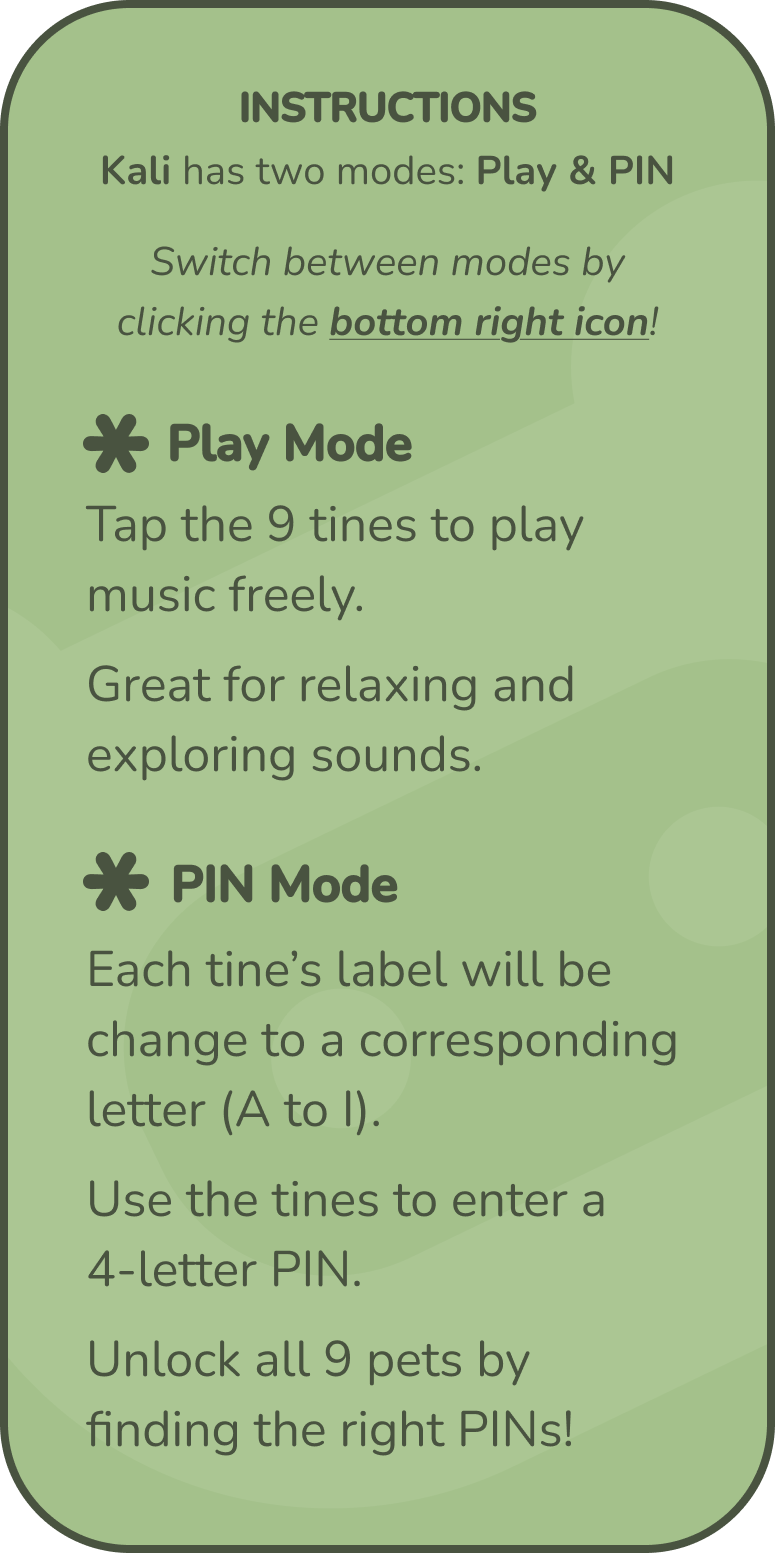 INSTRUCTIONS
Kali has two modes: Play & PIN
Switch between modes by
clicking the bottom right icon!
Play Mode
Tap the 9 tines to play
music freely.
Great for relaxing and
exploring sounds.
PIN Mode
Each tine’s label will be
change to a corresponding
letter (A to I).
Use the tines to enter a
4-letter PIN.
Unlock all 9 pets by
finding the right PINs!